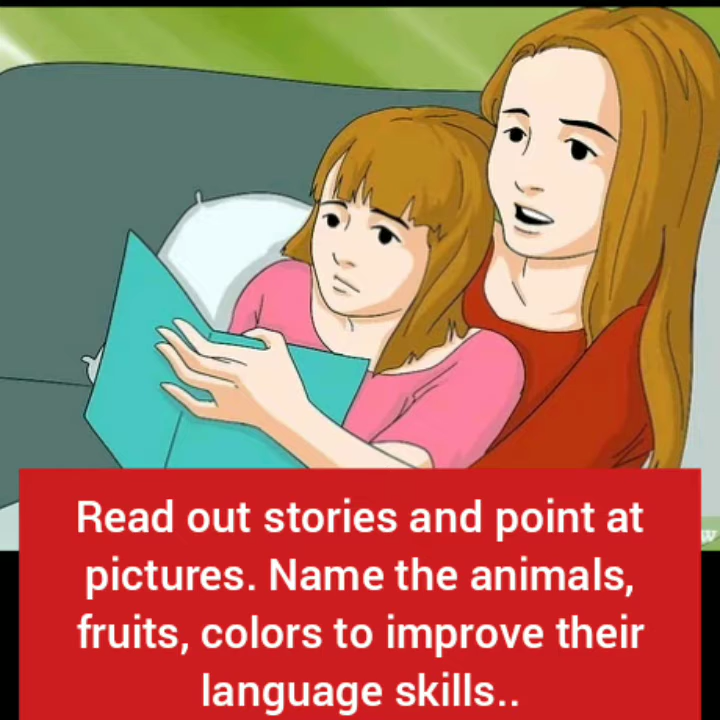 Read out stories and point at
pictures. Name the animals,
fruits, colors to improve their
language skills..